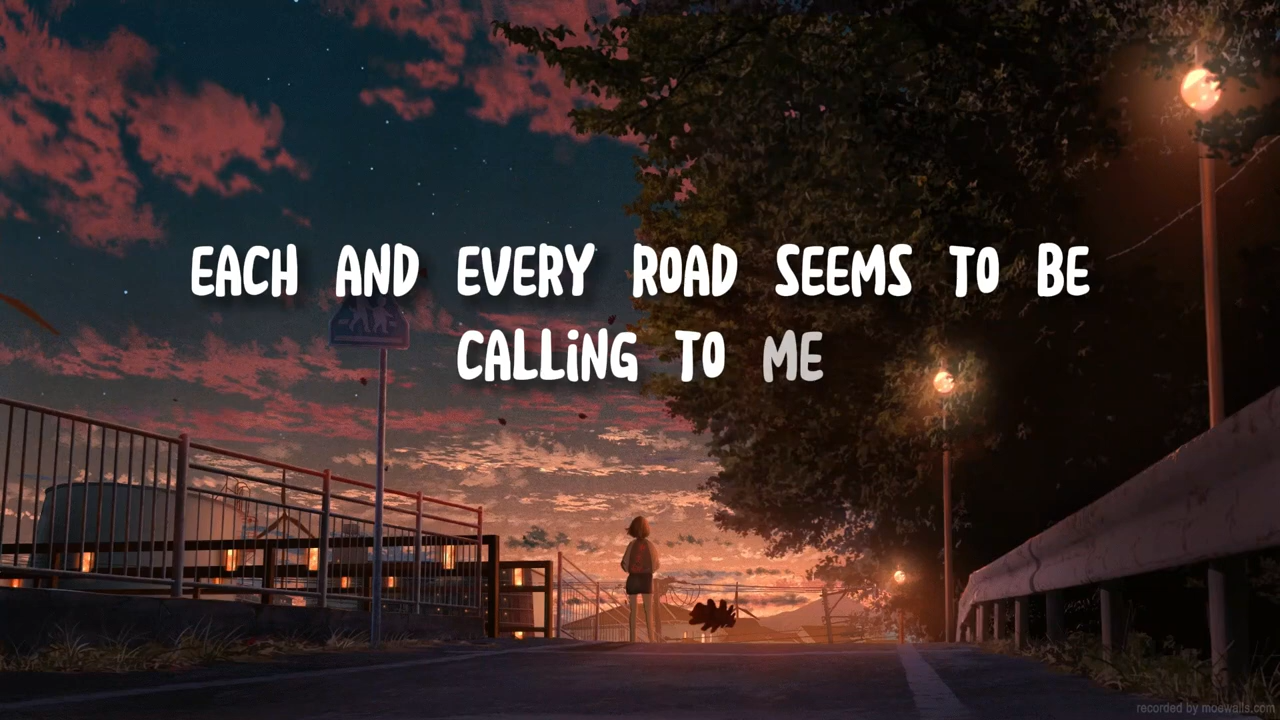 EACH AND EVERY ROAD SEEMS TO BE
CALLiNG TO ME
recorded by moewalls.com